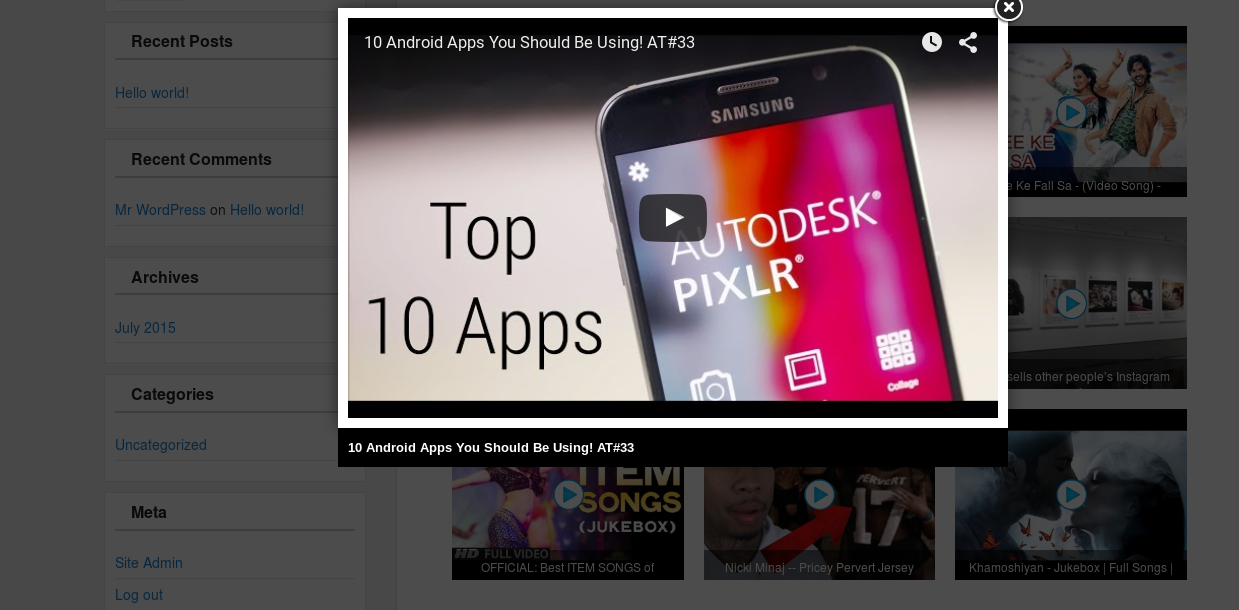 Recent Posts
Hello world!
Recent Comments
Mr WordPress on Hello world!
Archives
July 2015
Categories
Uncategorized
Meta
Site Admin
Log out
10 Android Apps You Should Be Using! AT#33
SAMSUNG
Top
10 Apps
AUTODESK®
PIXLR®
Collage
10 Android Apps You Should Be Using! AT#33
EE KE
SA
e Ke Fall Sa - (Video Song) -
sells other people's Instagram
ITEM
SONGS
(JUKEBOX)
HD FULL VIDEO
OFFICIAL: Best ITEM SONGS of
PERVERT
17
Nicki Minaj -- Pricey Pervert Jersey
Khamoshiyan - Jukebox | Full Songs |